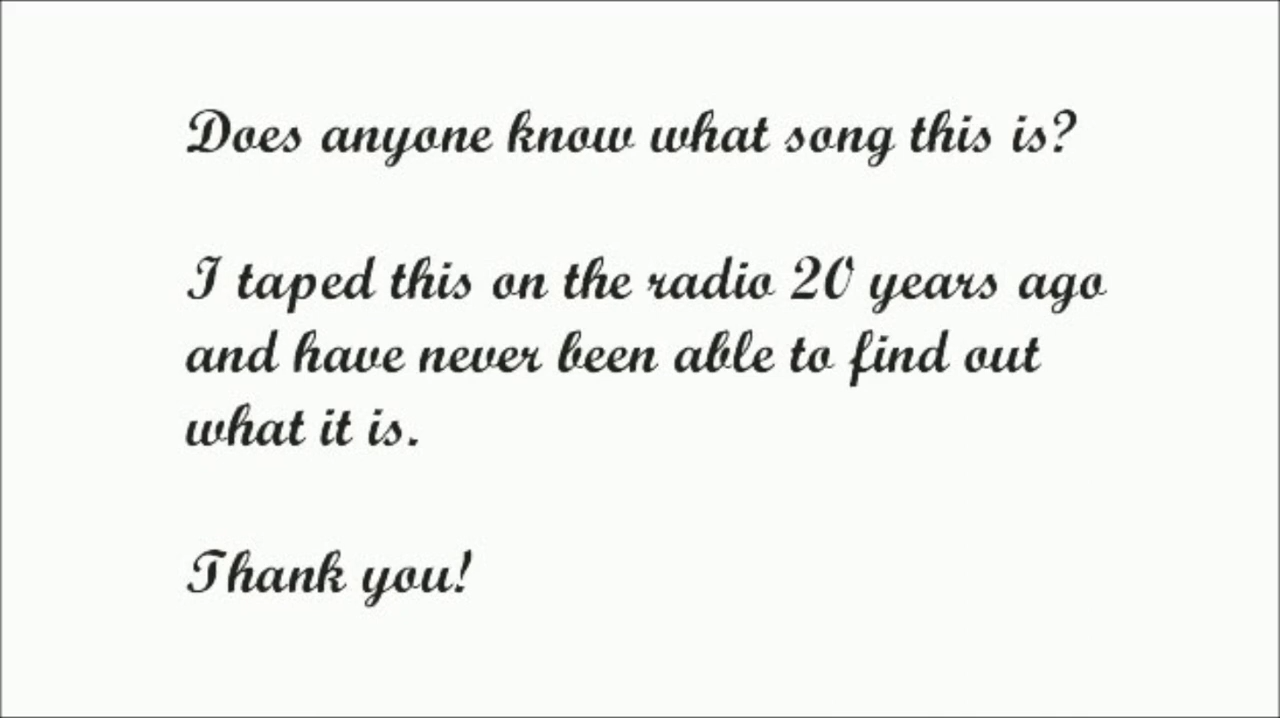 Does anyone know what song this is?
I taped this on the radio 20 years ago
and have never been able to find out
what it is.
Thank you!